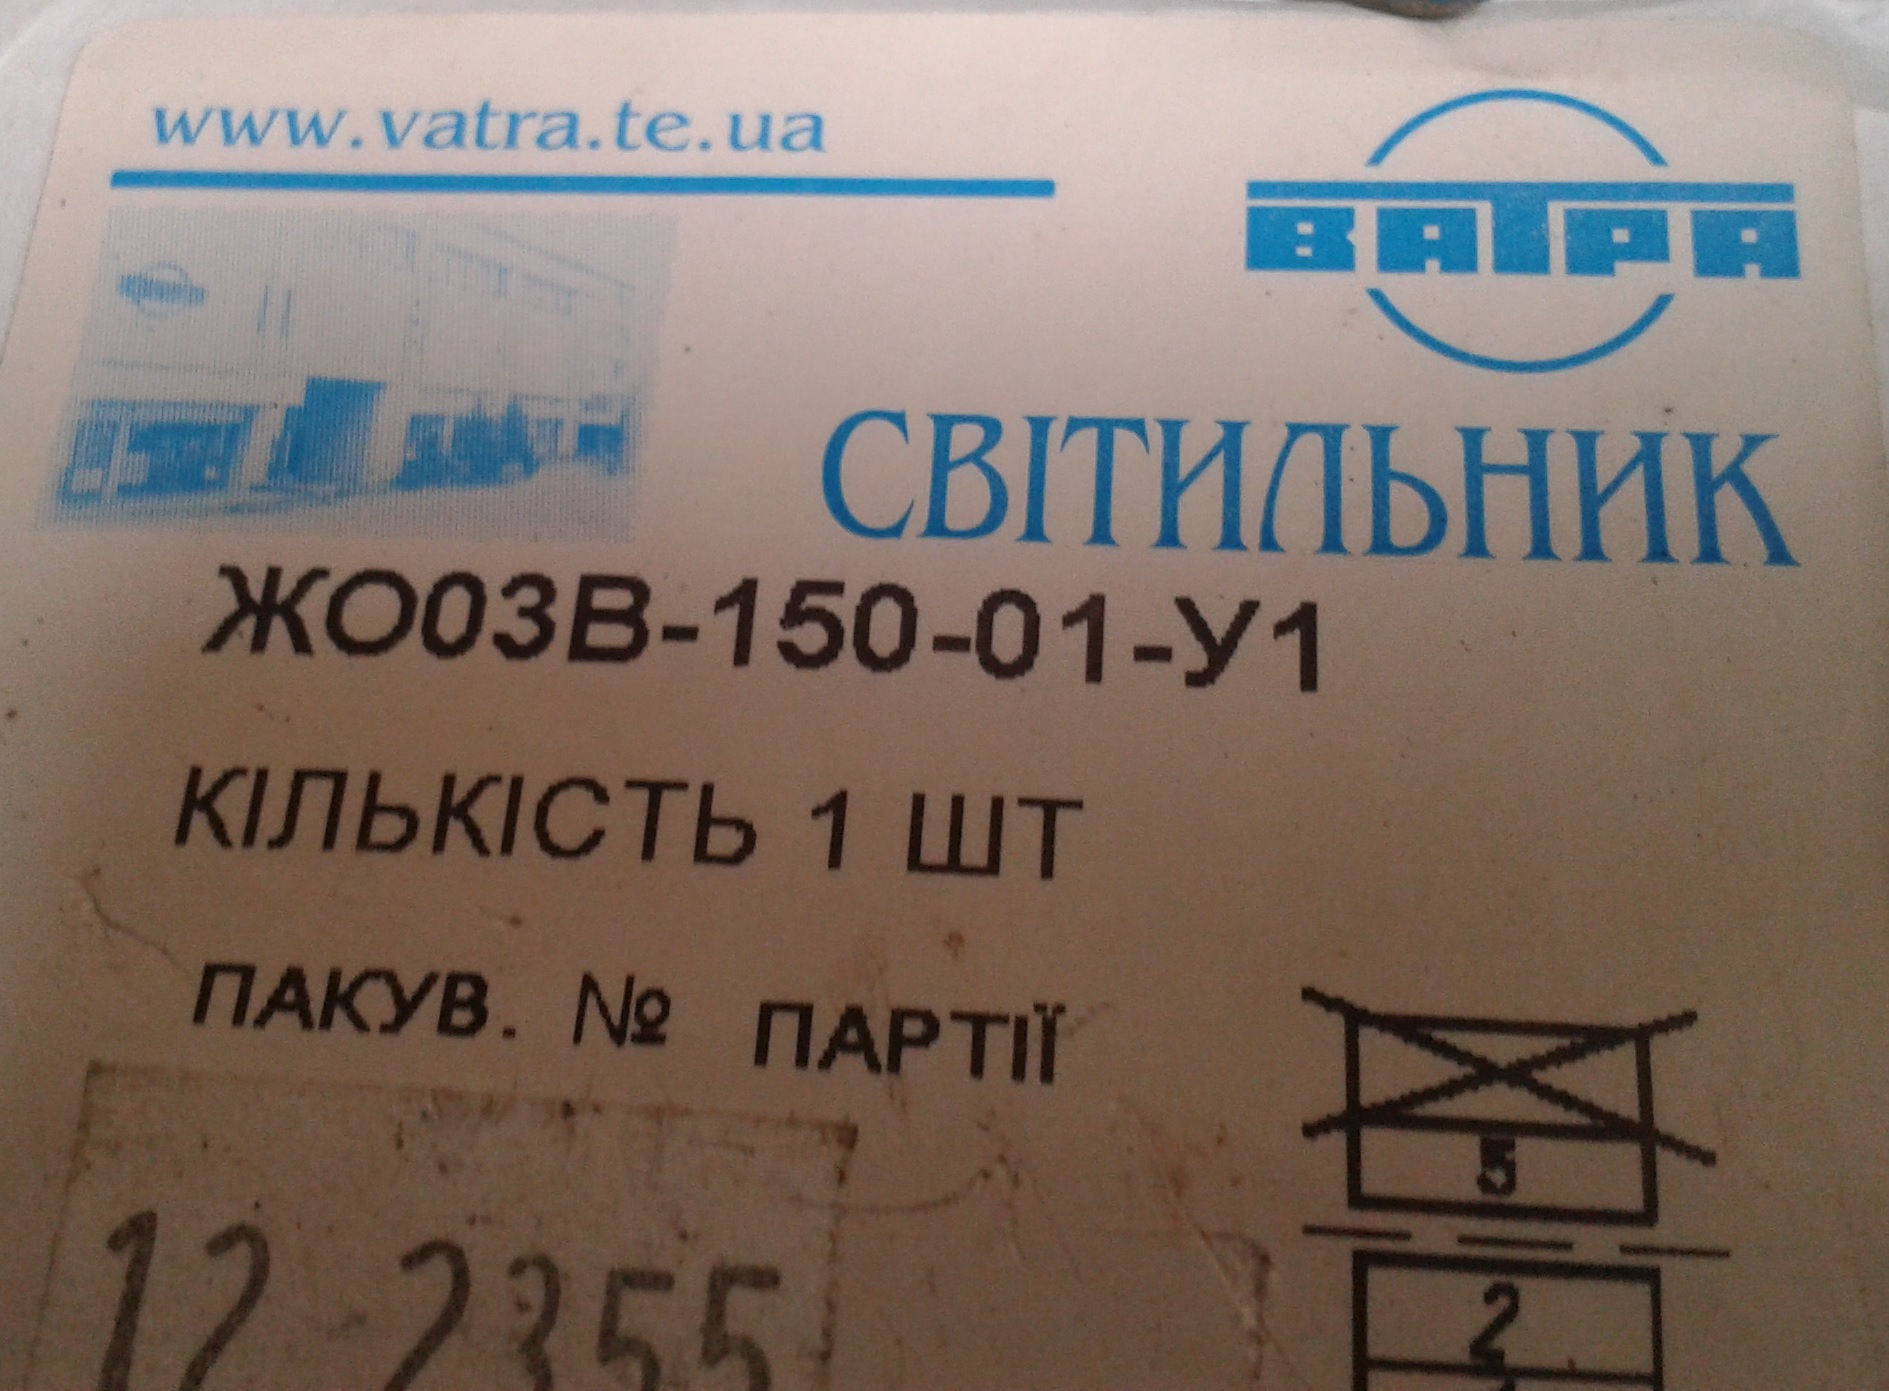 www.vatra.te.ua
ВАТРА
СВІТИЛЬНИК
ЖО03В-150-01-У1
КІЛЬКІСТЬ 1 ШТ
ПАКУВ. № ПАРТІЇ
5
12 2355
2